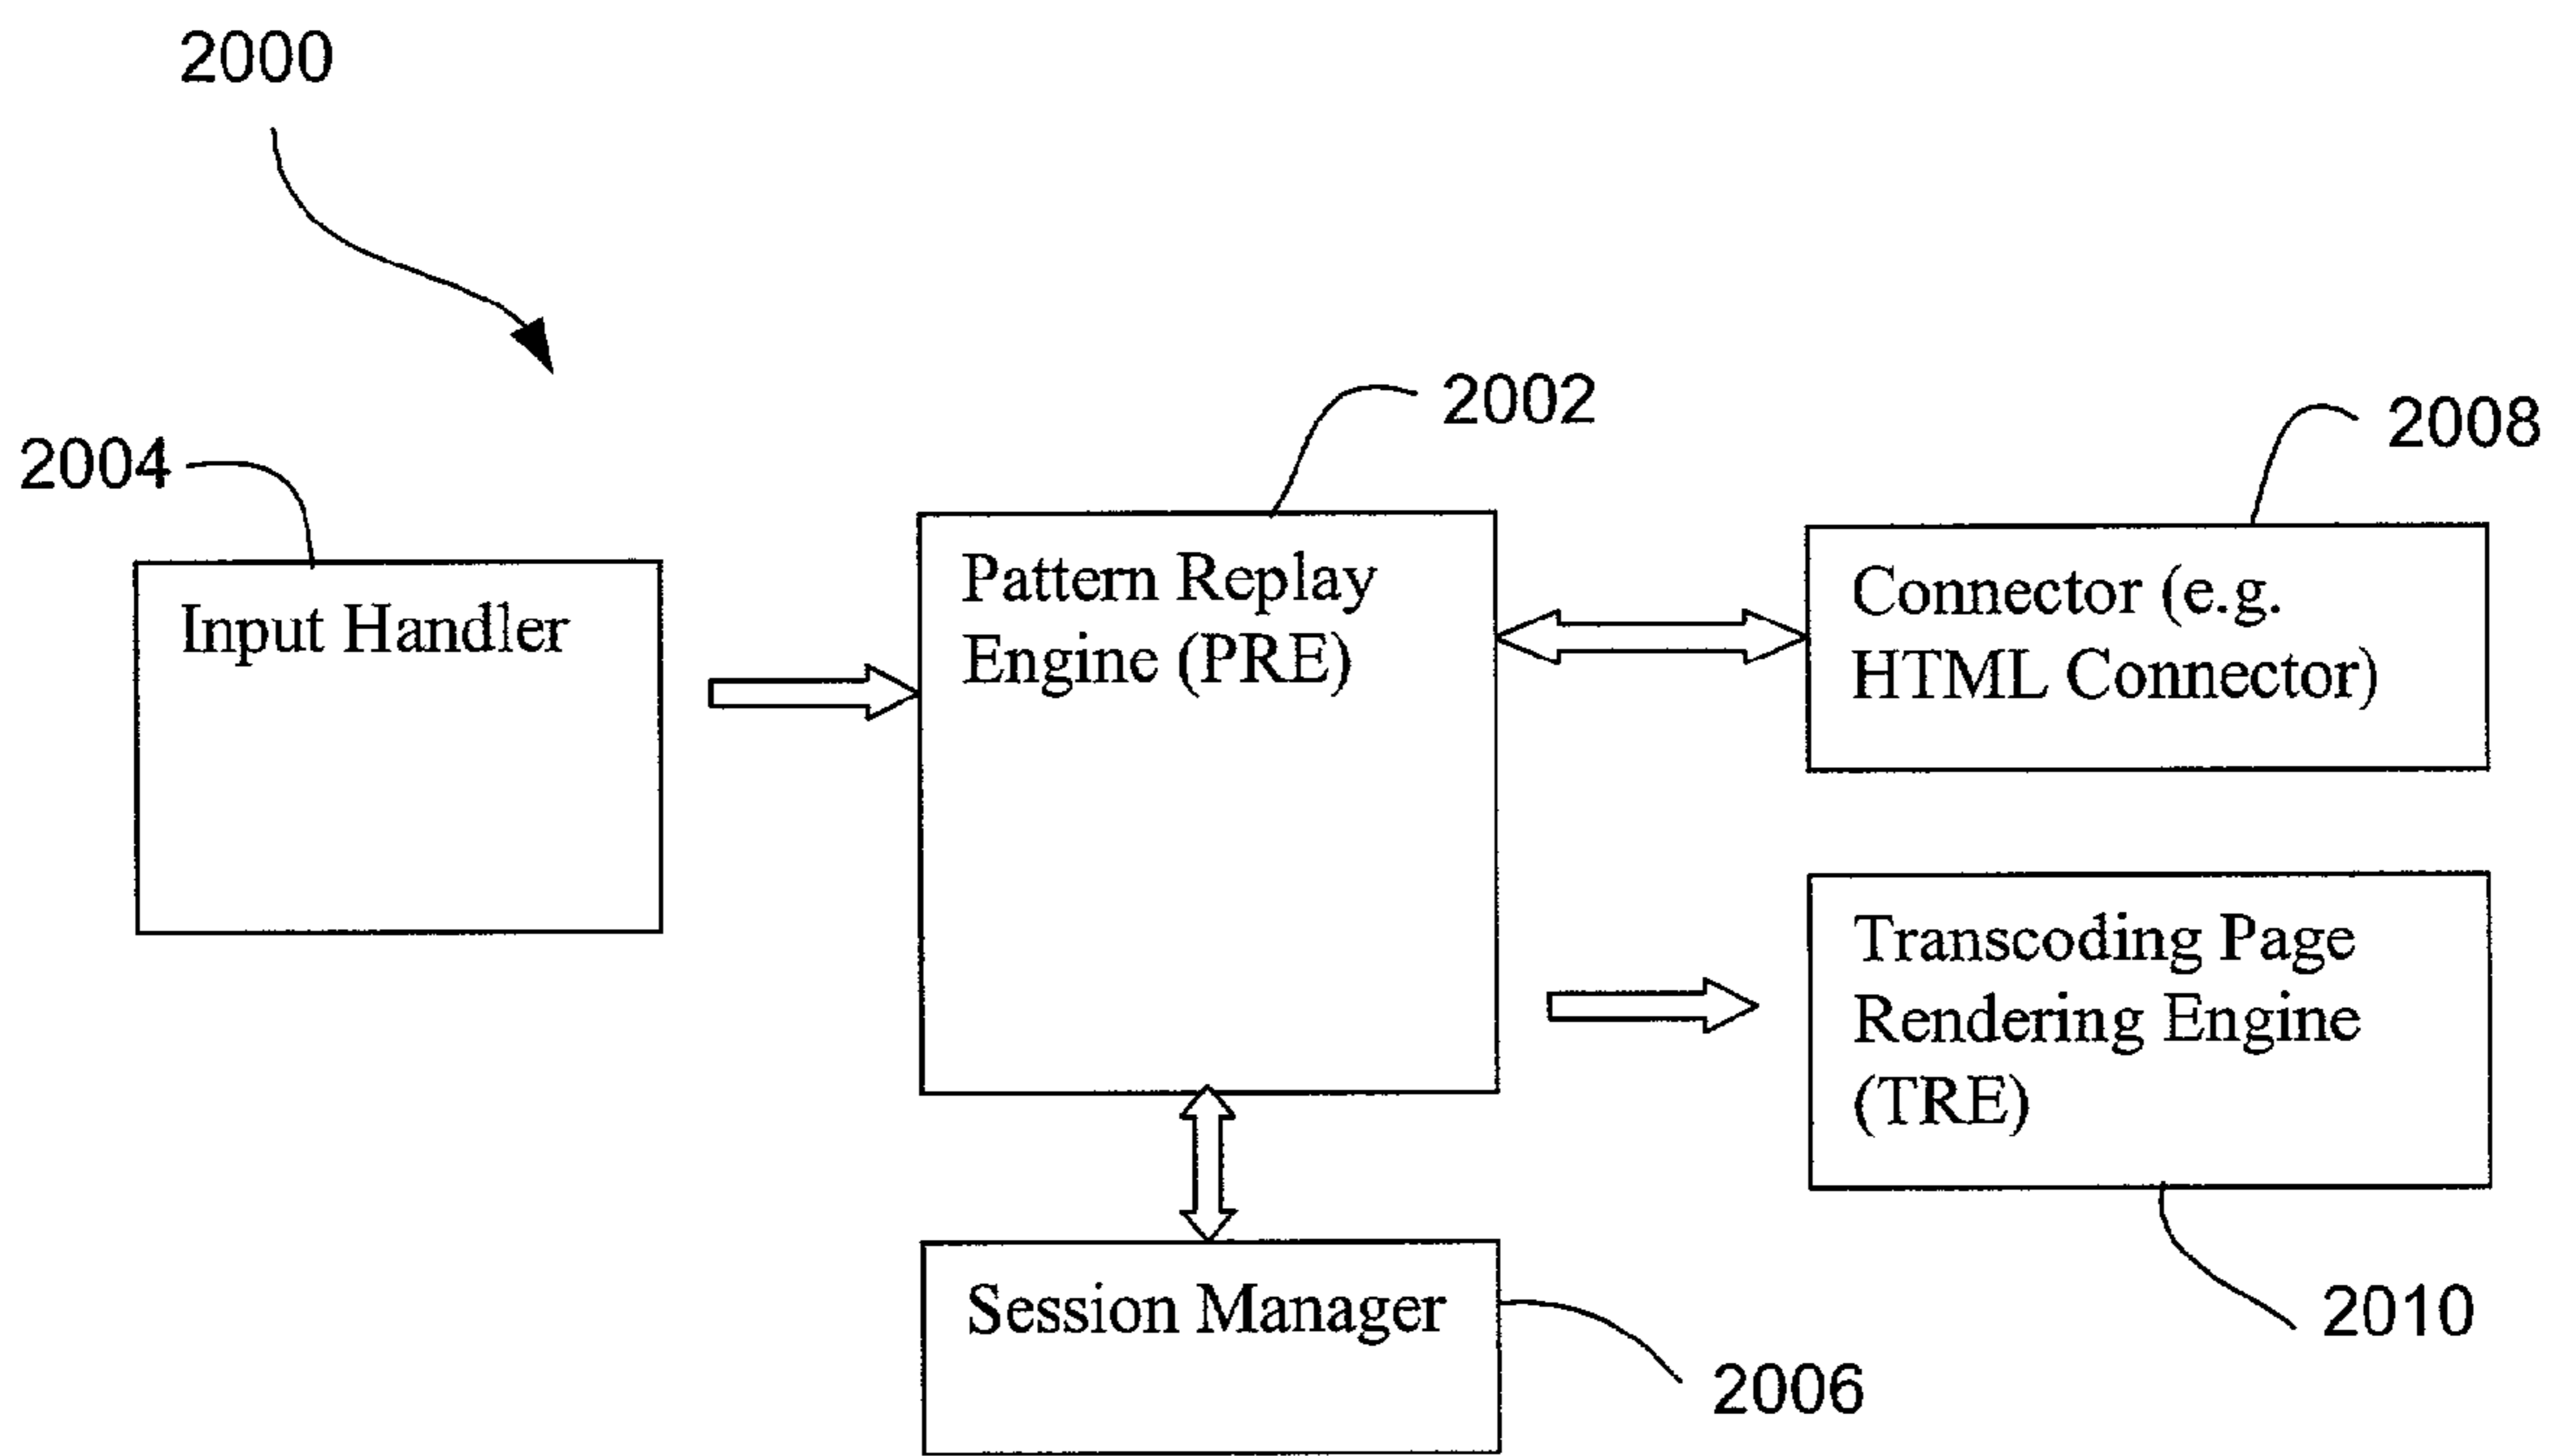 2000
2002
2008
2004
Input Handler
Pattern Replay
Engine (PRE)
Connector (e.g.
HTML Connector)
Transcoding Page
Rendering Engine
(TRE)
2010
Session Manager
2006